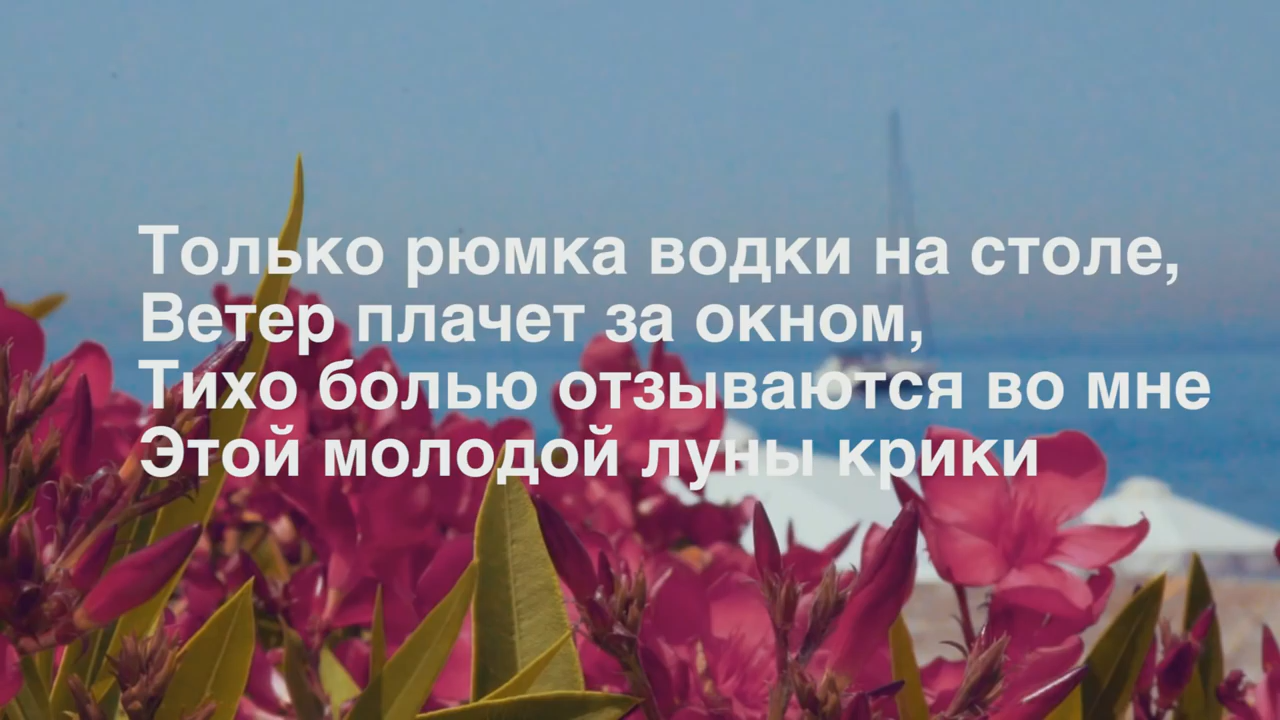 Только рюмка водки на столе,
Ветер плачет за окном,
Тихо болью отзываются во мне
Этой молодой луны крики